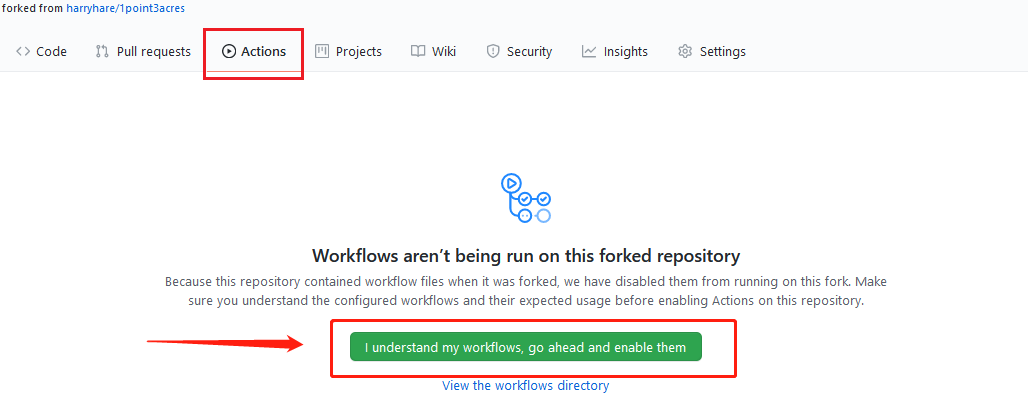 forked from harryhare/1point3acres
Code Pull requests Actions Projects Wiki Security Insights Settings
Workflows aren’t being run on this forked repository
Because this repository contained workflow files when it was forked, we have disabled them from running on this fork. Make
sure you understand the configured workflows and their expected usage before enabling Actions on this repository.
I understand my workflows, go ahead and enable them
View the workflows directory